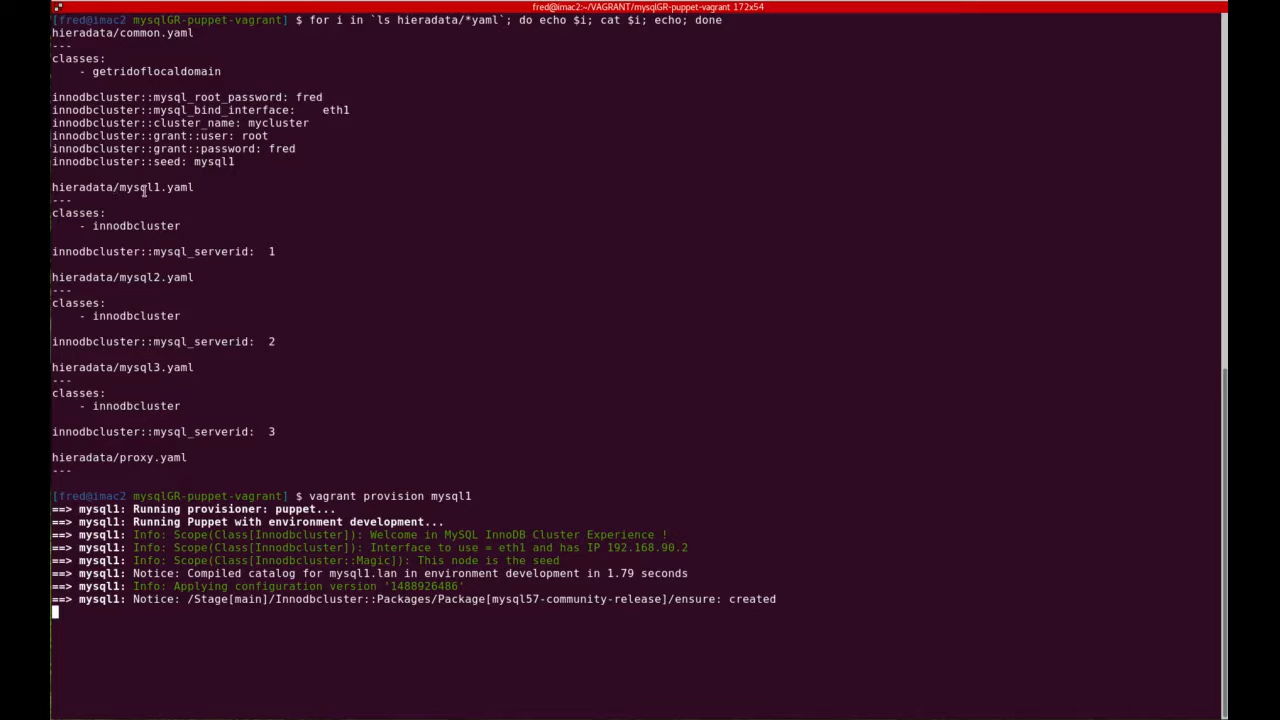 fred@imac2:~/VAGRANT/mysqlGR-puppet-vagrant 172x54
[fred@imac2 mysqlGR-puppet-vagrant] $ for i in `ls hieradata/*yaml`; do echo $i; cat $i; echo; done
hieradata/common.yaml
---
classes:
    - getridoflocaldomain
innodbcluster::mysql_root_password: fred
innodbcluster::mysql_bind_interface:    eth1
innodbcluster::cluster_name: mycluster
innodbcluster::grant::user: root
innodbcluster::grant::password: fred
innodbcluster::seed: mysql1
hieradata/mysql1.yaml
---
classes:
    - innodbcluster
innodbcluster::mysql_serverid:  1
hieradata/mysql2.yaml
---
classes:
    - innodbcluster
innodbcluster::mysql_serverid:  2
hieradata/mysql3.yaml
---
classes:
    - innodbcluster
innodbcluster::mysql_serverid:  3
hieradata/proxy.yaml
---
[fred@imac2 mysqlGR-puppet-vagrant] $ vagrant provision mysql1
==> mysql1: Running provisioner: puppet...
==> mysql1: Running Puppet with environment development...
==> mysql1: Info: Scope(Class[Innodbcluster]): Welcome in MySQL InnoDB Cluster Experience !
==> mysql1: Info: Scope(Class[Innodbcluster]): Interface to use = eth1 and has IP 192.168.90.2
==> mysql1: Info: Scope(Class[Innodbcluster::Magic]): This node is the seed
==> mysql1: Notice: Compiled catalog for mysql1.lan in environment development in 1.79 seconds
==> mysql1: Info: Applying configuration version '1488926486'
==> mysql1: Notice: /Stage[main]/Innodbcluster::Packages/Package[mysql57-community-release]/ensure: created